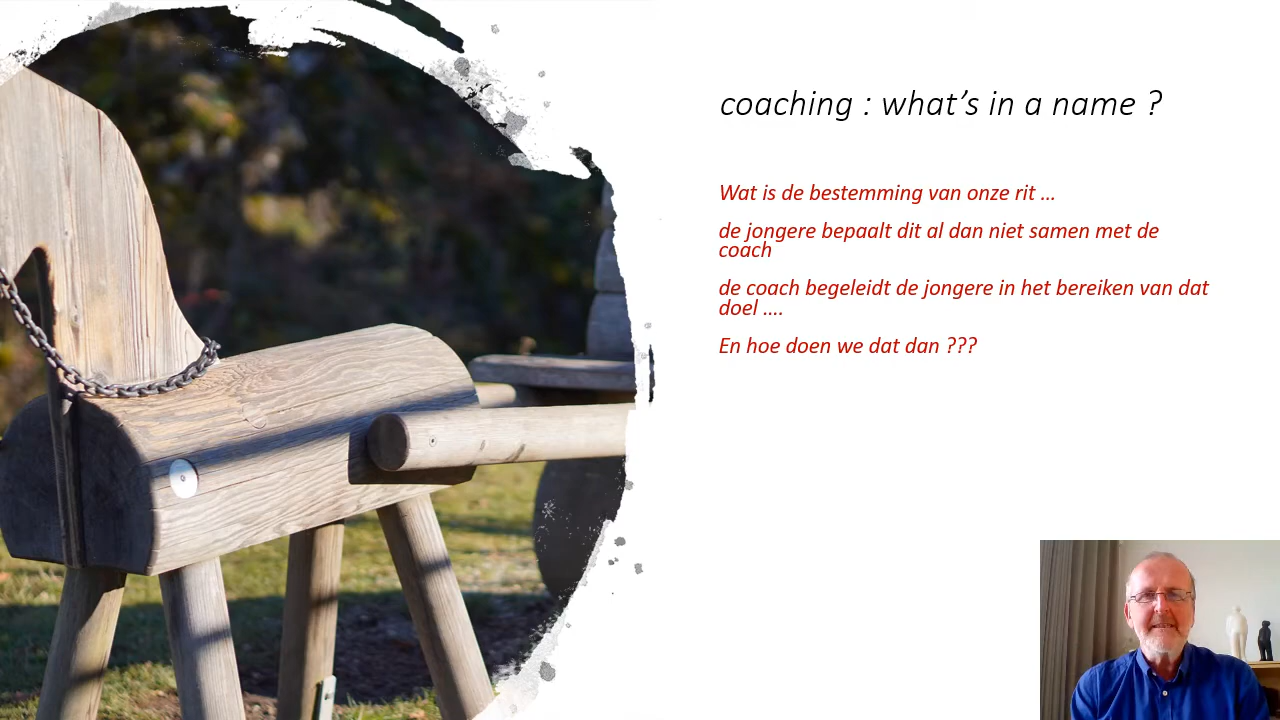 coaching : what’s in a name ?
Wat is de bestemming van onze rit …
de jongere bepaalt dit al dan niet samen met de
coach
de coach begeleidt de jongere in het bereiken van dat
doel ….
En hoe doen we dat dan ???